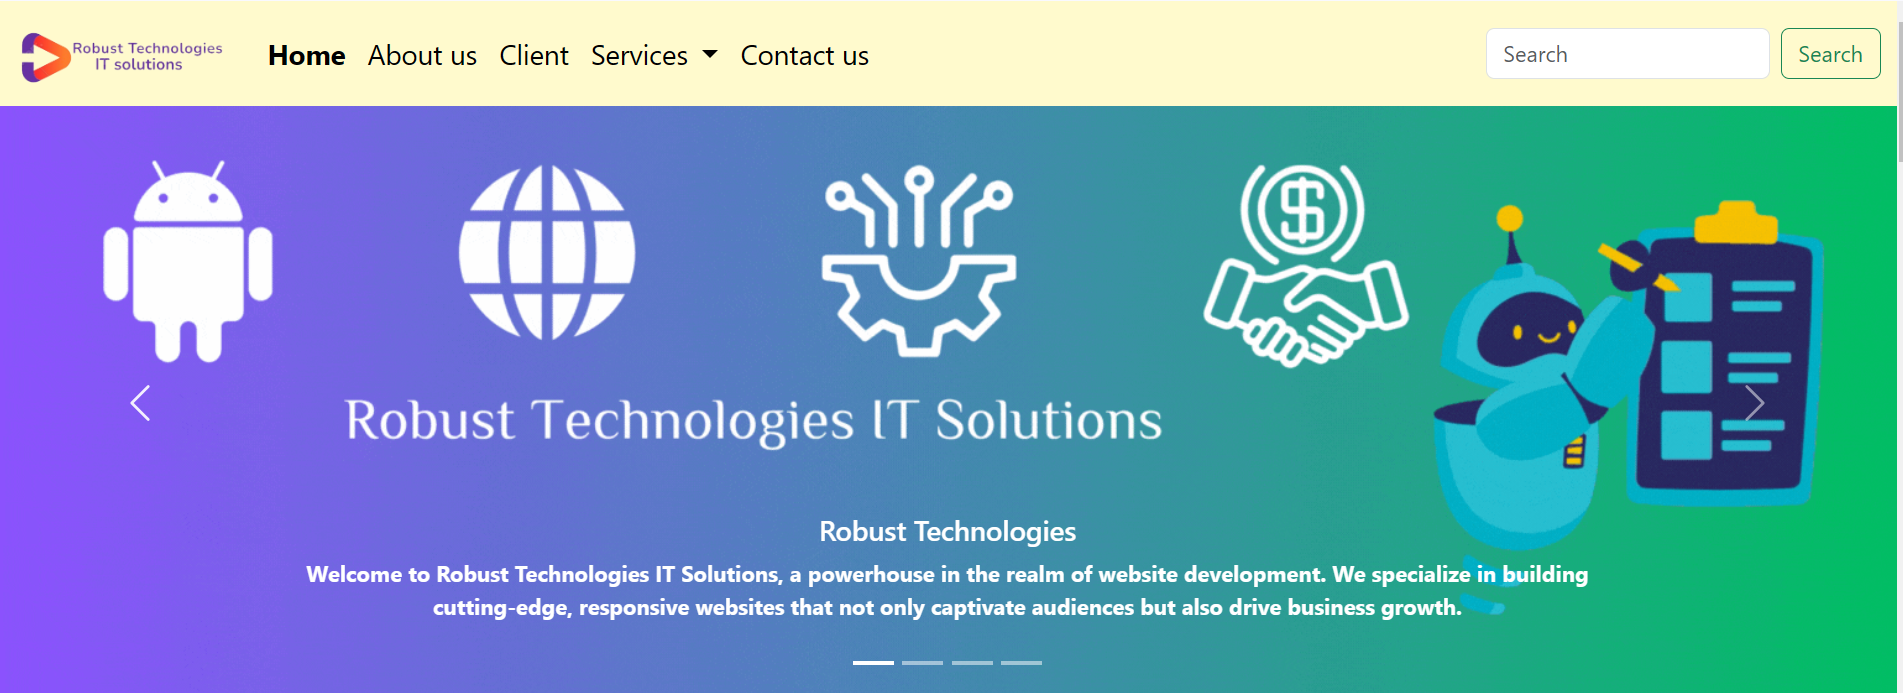 Robust Technologies
IT solutions
Home About us Client Services Contact us
Search Search
Robust Technologies IT Solutions
Robust Technologies
Welcome to Robust Technologies IT Solutions, a powerhouse in the realm of website development. We specialize in building
cutting-edge, responsive websites that not only captivate audiences but also drive business growth.